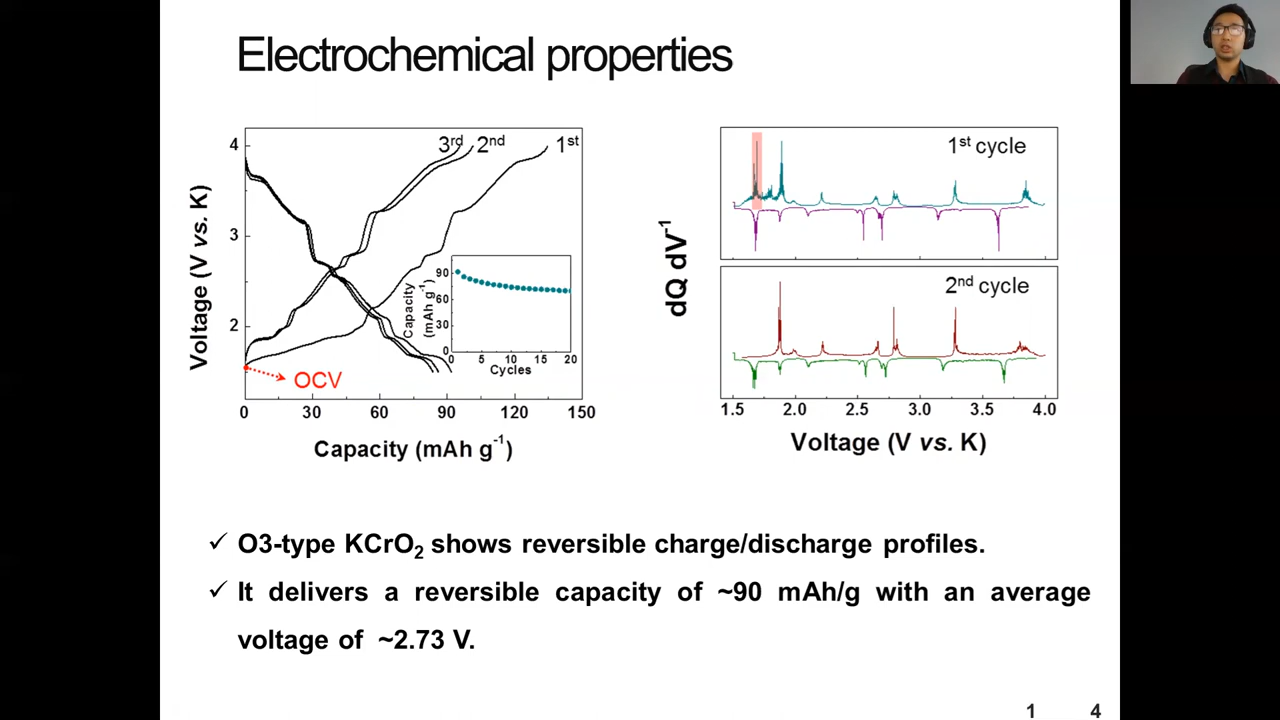 Electrochemical properties
4
3
2
Voltage (V vs. K)
3rd 2nd 1st
OCV
0 30 60 90 120 150
Capacity (mAh g-1)
90
60
30
0
Capacity
(mAh g-1)
0 5 10 15 20
Cycles
dQ dV-1
1st cycle
2nd cycle
1.5 2.0 2.5 3.0 3.5 4.0
Voltage (V vs. K)
✓ O3-type KCrO2 shows reversible charge/discharge profiles.
✓ It delivers a reversible capacity of ~90 mAh/g with an average
voltage of ~2.73 V.
1 4